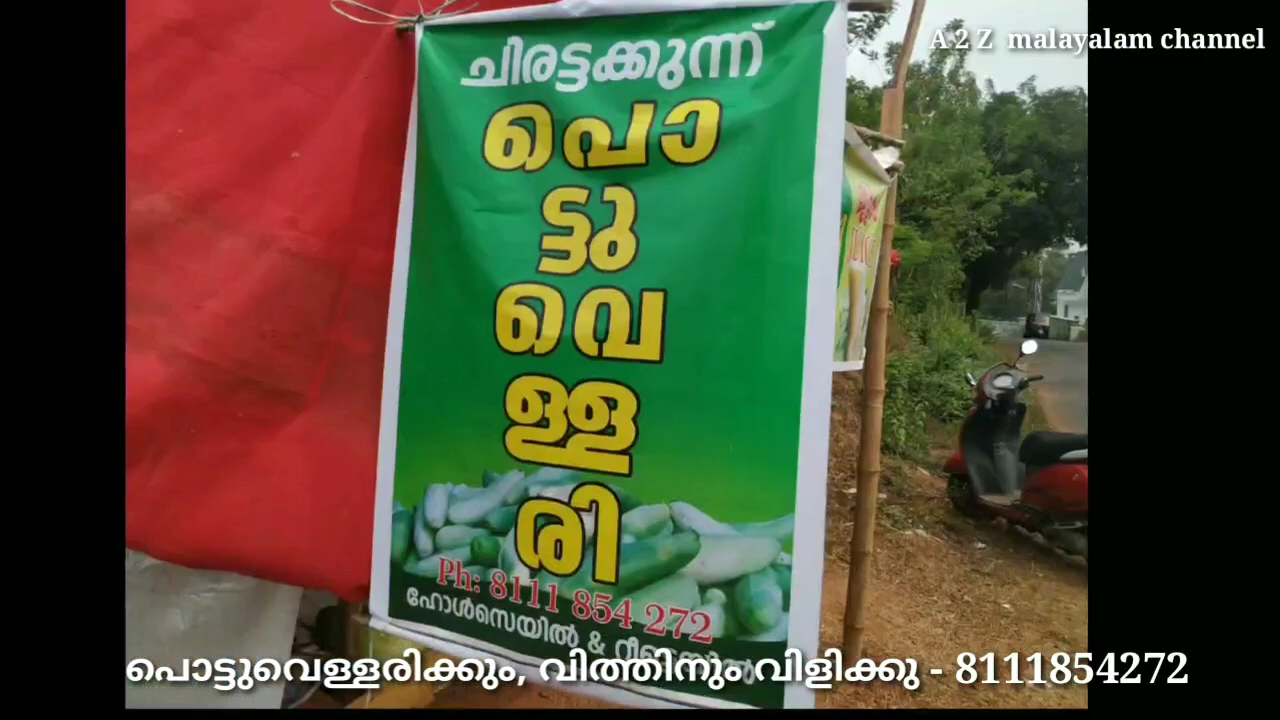 A 2 Z malayalam channel
ചിരട്ടക്കുന്ന്
പൊ
ട്ടു
വെ
ള്ള
രി
Ph: 8111 854 272
ഹോൾസെയിൽ &
പൊട്ടുവെള്ളരിക്കും, വിത്തിനും വിളിക്കു - 8111854272